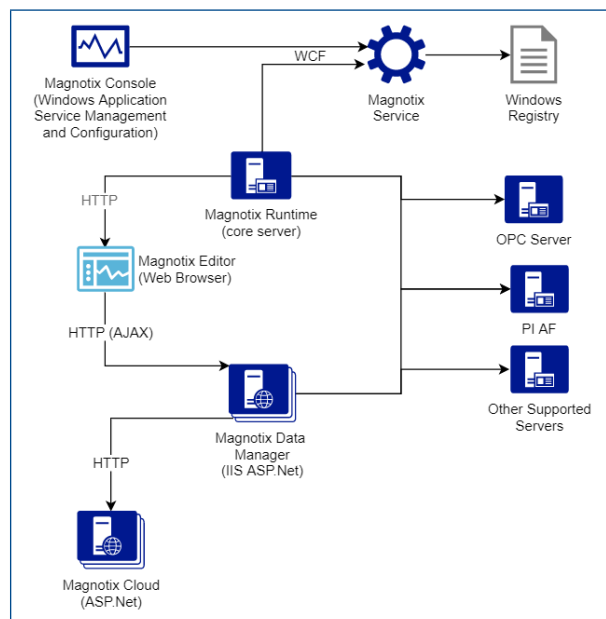 WCF
Magnotix Console
(Windows Application
Service Management
and Configuration)
Magnotix
Service
Windows
Registry
HTTP
Magnotix Runtime
(core server)
OPC Server
Magnotix Editor
(Web Browser)
HTTP (AJAX)
PI AF
Other Supported
Servers
Magnotix Data
Manager
(IIS ASP.Net)
HTTP
Magnotix Cloud
(ASP.Net)